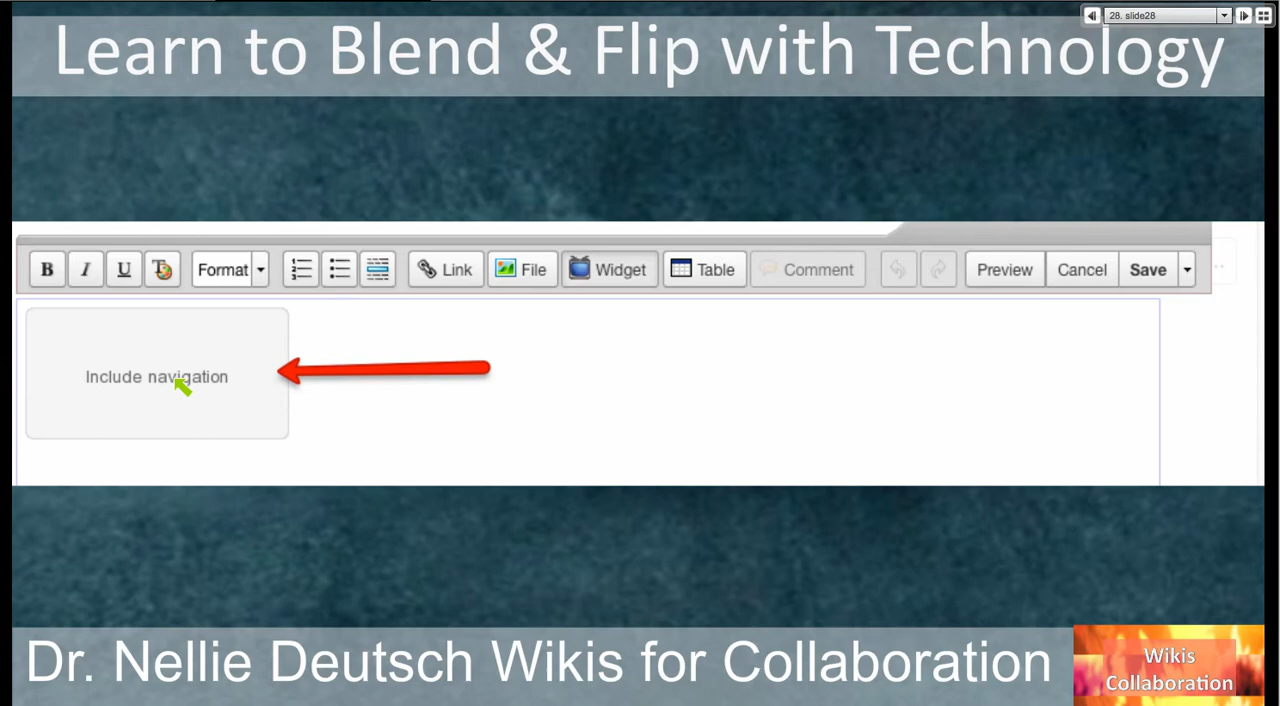 28. slide28
Learn to Blend & Flip with Technology
B I U T Format Link File Widget Table Comment Preview Cancel Save
Include navigation
Dr. Nellie Deutsch Wikis for Collaboration
Wikis
Collaboration